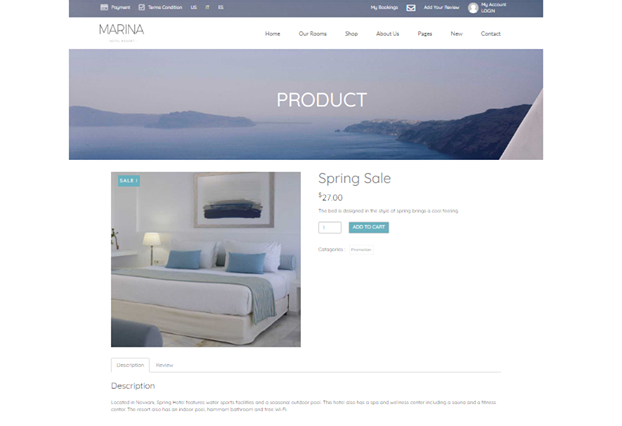 Payment Terms Condition US IT ES My Bookings Add Your Review My Account
LOGIN
MARINA
Home Our Rooms Shop About Us Pages New Contact
PRODUCT
SALE !
Spring Sale
$27.00
The bed is designed in the style of spring brings a cool feeling.
1 ADD TO CART
Categories : Promotion
Description Review
Description
Located in Novara, Spring Hotel features water sports facilities and a seasonal outdoor pool. This hotel also has a spa and wellness center including a sauna and a fitness
center. The resort also has an indoor pool, hammam bathroom and free Wi-Fi.